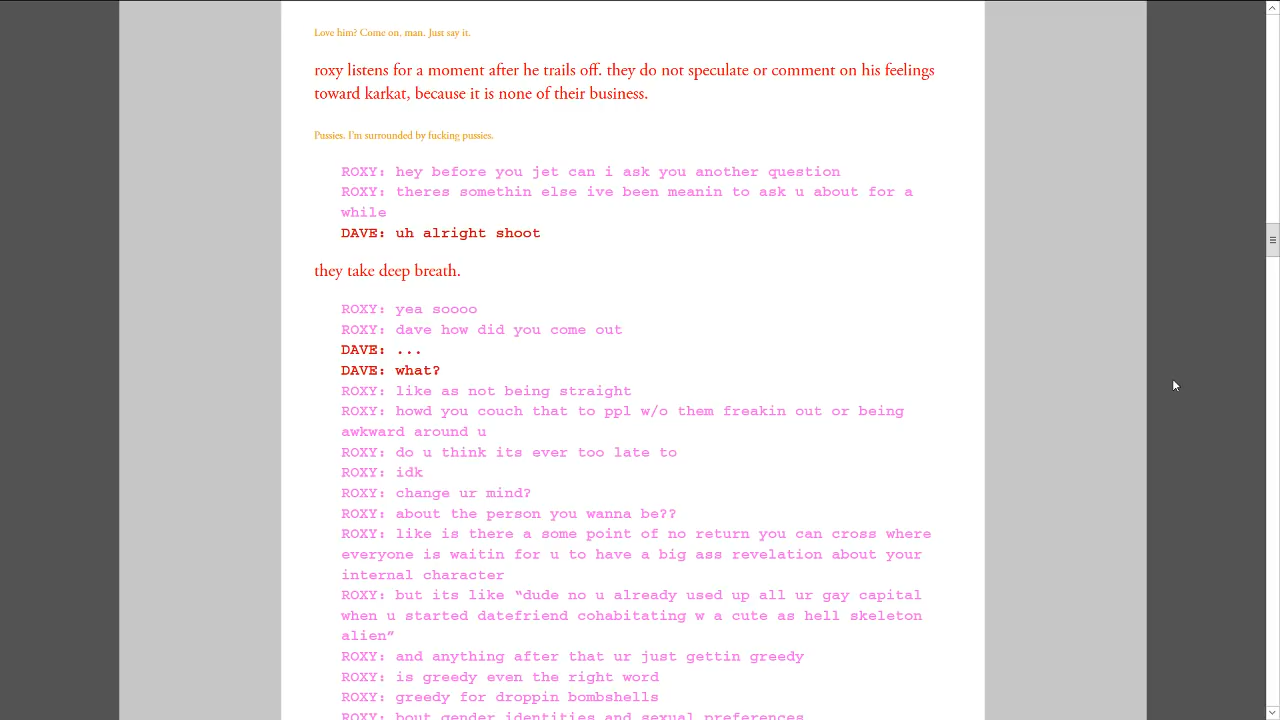 Love him? Come on, man. Just say it.
roxy listens for a moment after he trails off. they do not speculate or comment on his feelings
toward karkat, because it is none of their business.
Pussies. I'm surrounded by fucking pussies.
ROXY: hey before you jet can i ask you another question
ROXY: theres somethin else ive been meanin to ask u about for a
while
DAVE: uh alright shoot
they take deep breath.
ROXY: yea soooo
ROXY: dave how did you come out
DAVE: ...
DAVE: what?
ROXY: like as not being straight
ROXY: howd you couch that to ppl w/o them freakin out or being
awkward around u
ROXY: do u think its ever too late to
ROXY: idk
ROXY: change ur mind?
ROXY: about the person you wanna be??
ROXY: like is there a some point of no return you can cross where
everyone is waitin for u to have a big ass revelation about your
internal character
ROXY: but its like “dude no u already used up all ur gay capital
when u started datefriend cohabitating w a cute as hell skeleton
alien”
ROXY: and anything after that ur just gettin greedy
ROXY: is greedy even the right word
ROXY: greedy for droppin bombshells
ROXY: bout gender identities and sexual preferences